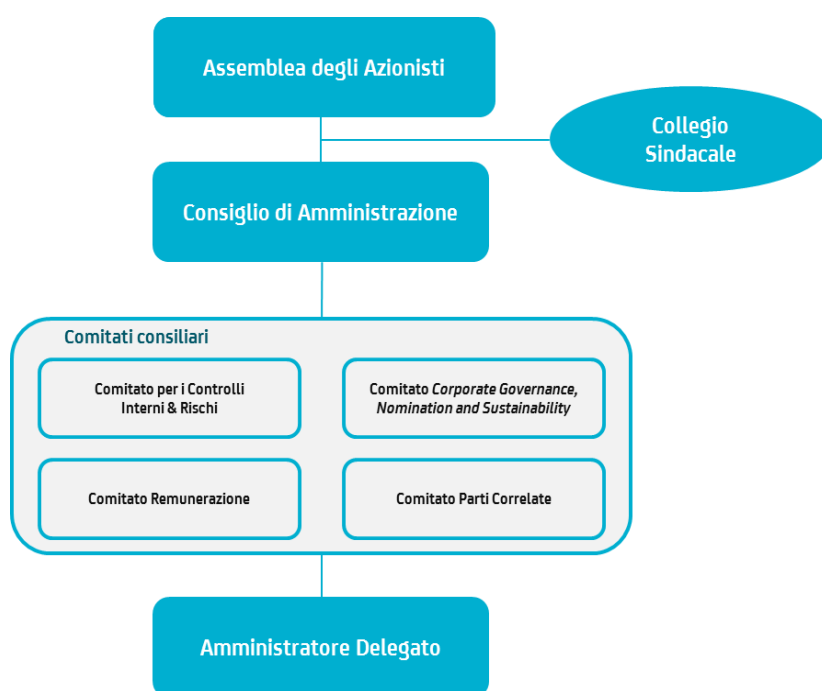 Assemblea degli Azionisti
Collegio
Sindacale
Consiglio di Amministrazione
Comitati consiliari
Comitato per i Controlli
Interni & Rischi
Comitato Corporate Governance,
Nomination and Sustainability
Comitato Remunerazione
Comitato Parti Correlate
Amministratore Delegato